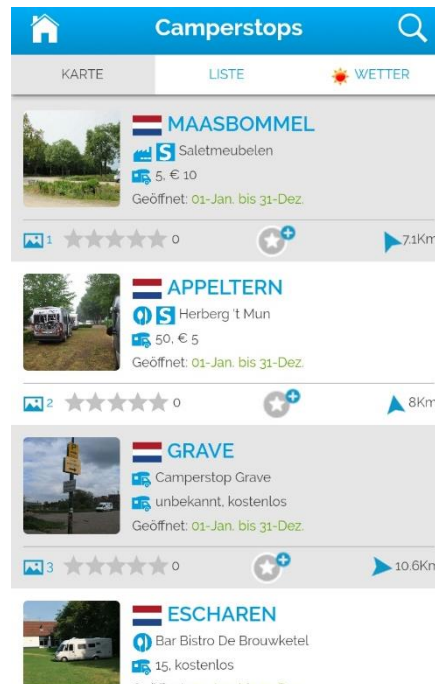 Camperstops
KARTE LISTE WETTER
MAASBOMMEL
S Saletmeubelen
5, € 10
Geöffnet: 01-Jan. bis 31-Dez.
1 0 7.1Km
APPELTERN
S Herberg 't Mun
50, € 5
Geöffnet: 01-Jan. bis 31-Dez.
2 0 8Km
GRAVE
Camperstop Grave
unbekannt, kostenlos
Geöffnet: 01-Jan. bis 31-Dez.
3 0 10.6Km
ESCHAREN
Bar Bistro De Brouwketel
15, kostenlos